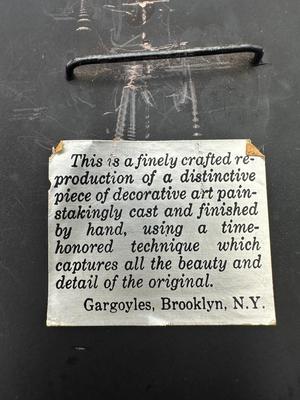 This is a finely crafted re-
production of a distinctive
piece of decorative art pain-
stakingly cast and finished
by hand, using a time-
honored technique which
captures all the beauty and
detail of the original.
Gargoyles, Brooklyn, N.Y.